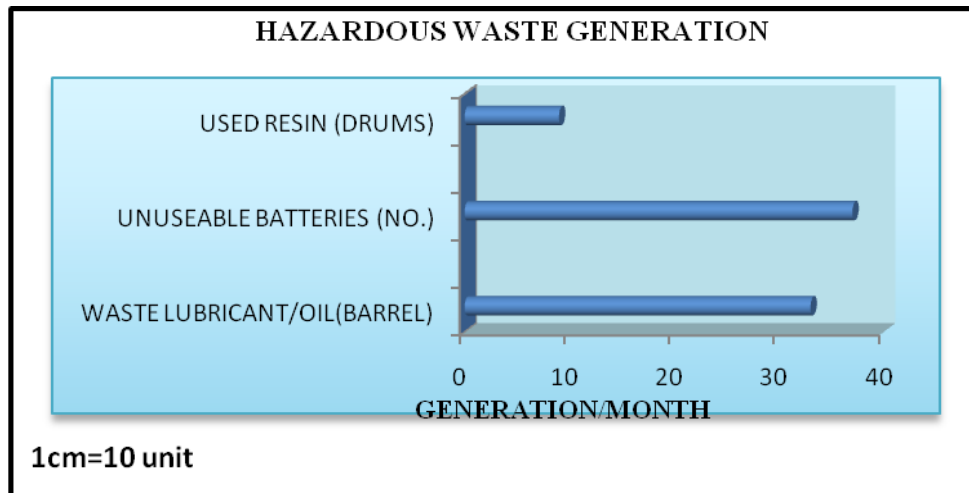 HAZARDOUS WASTE GENERATION
USED RESIN (DRUMS)
UNUSEABLE BATTERIES (NO.)
WASTE LUBRICANT/OIL(BARREL)
0 10 20 30 40
GENERATION/MONTH
1cm=10 unit